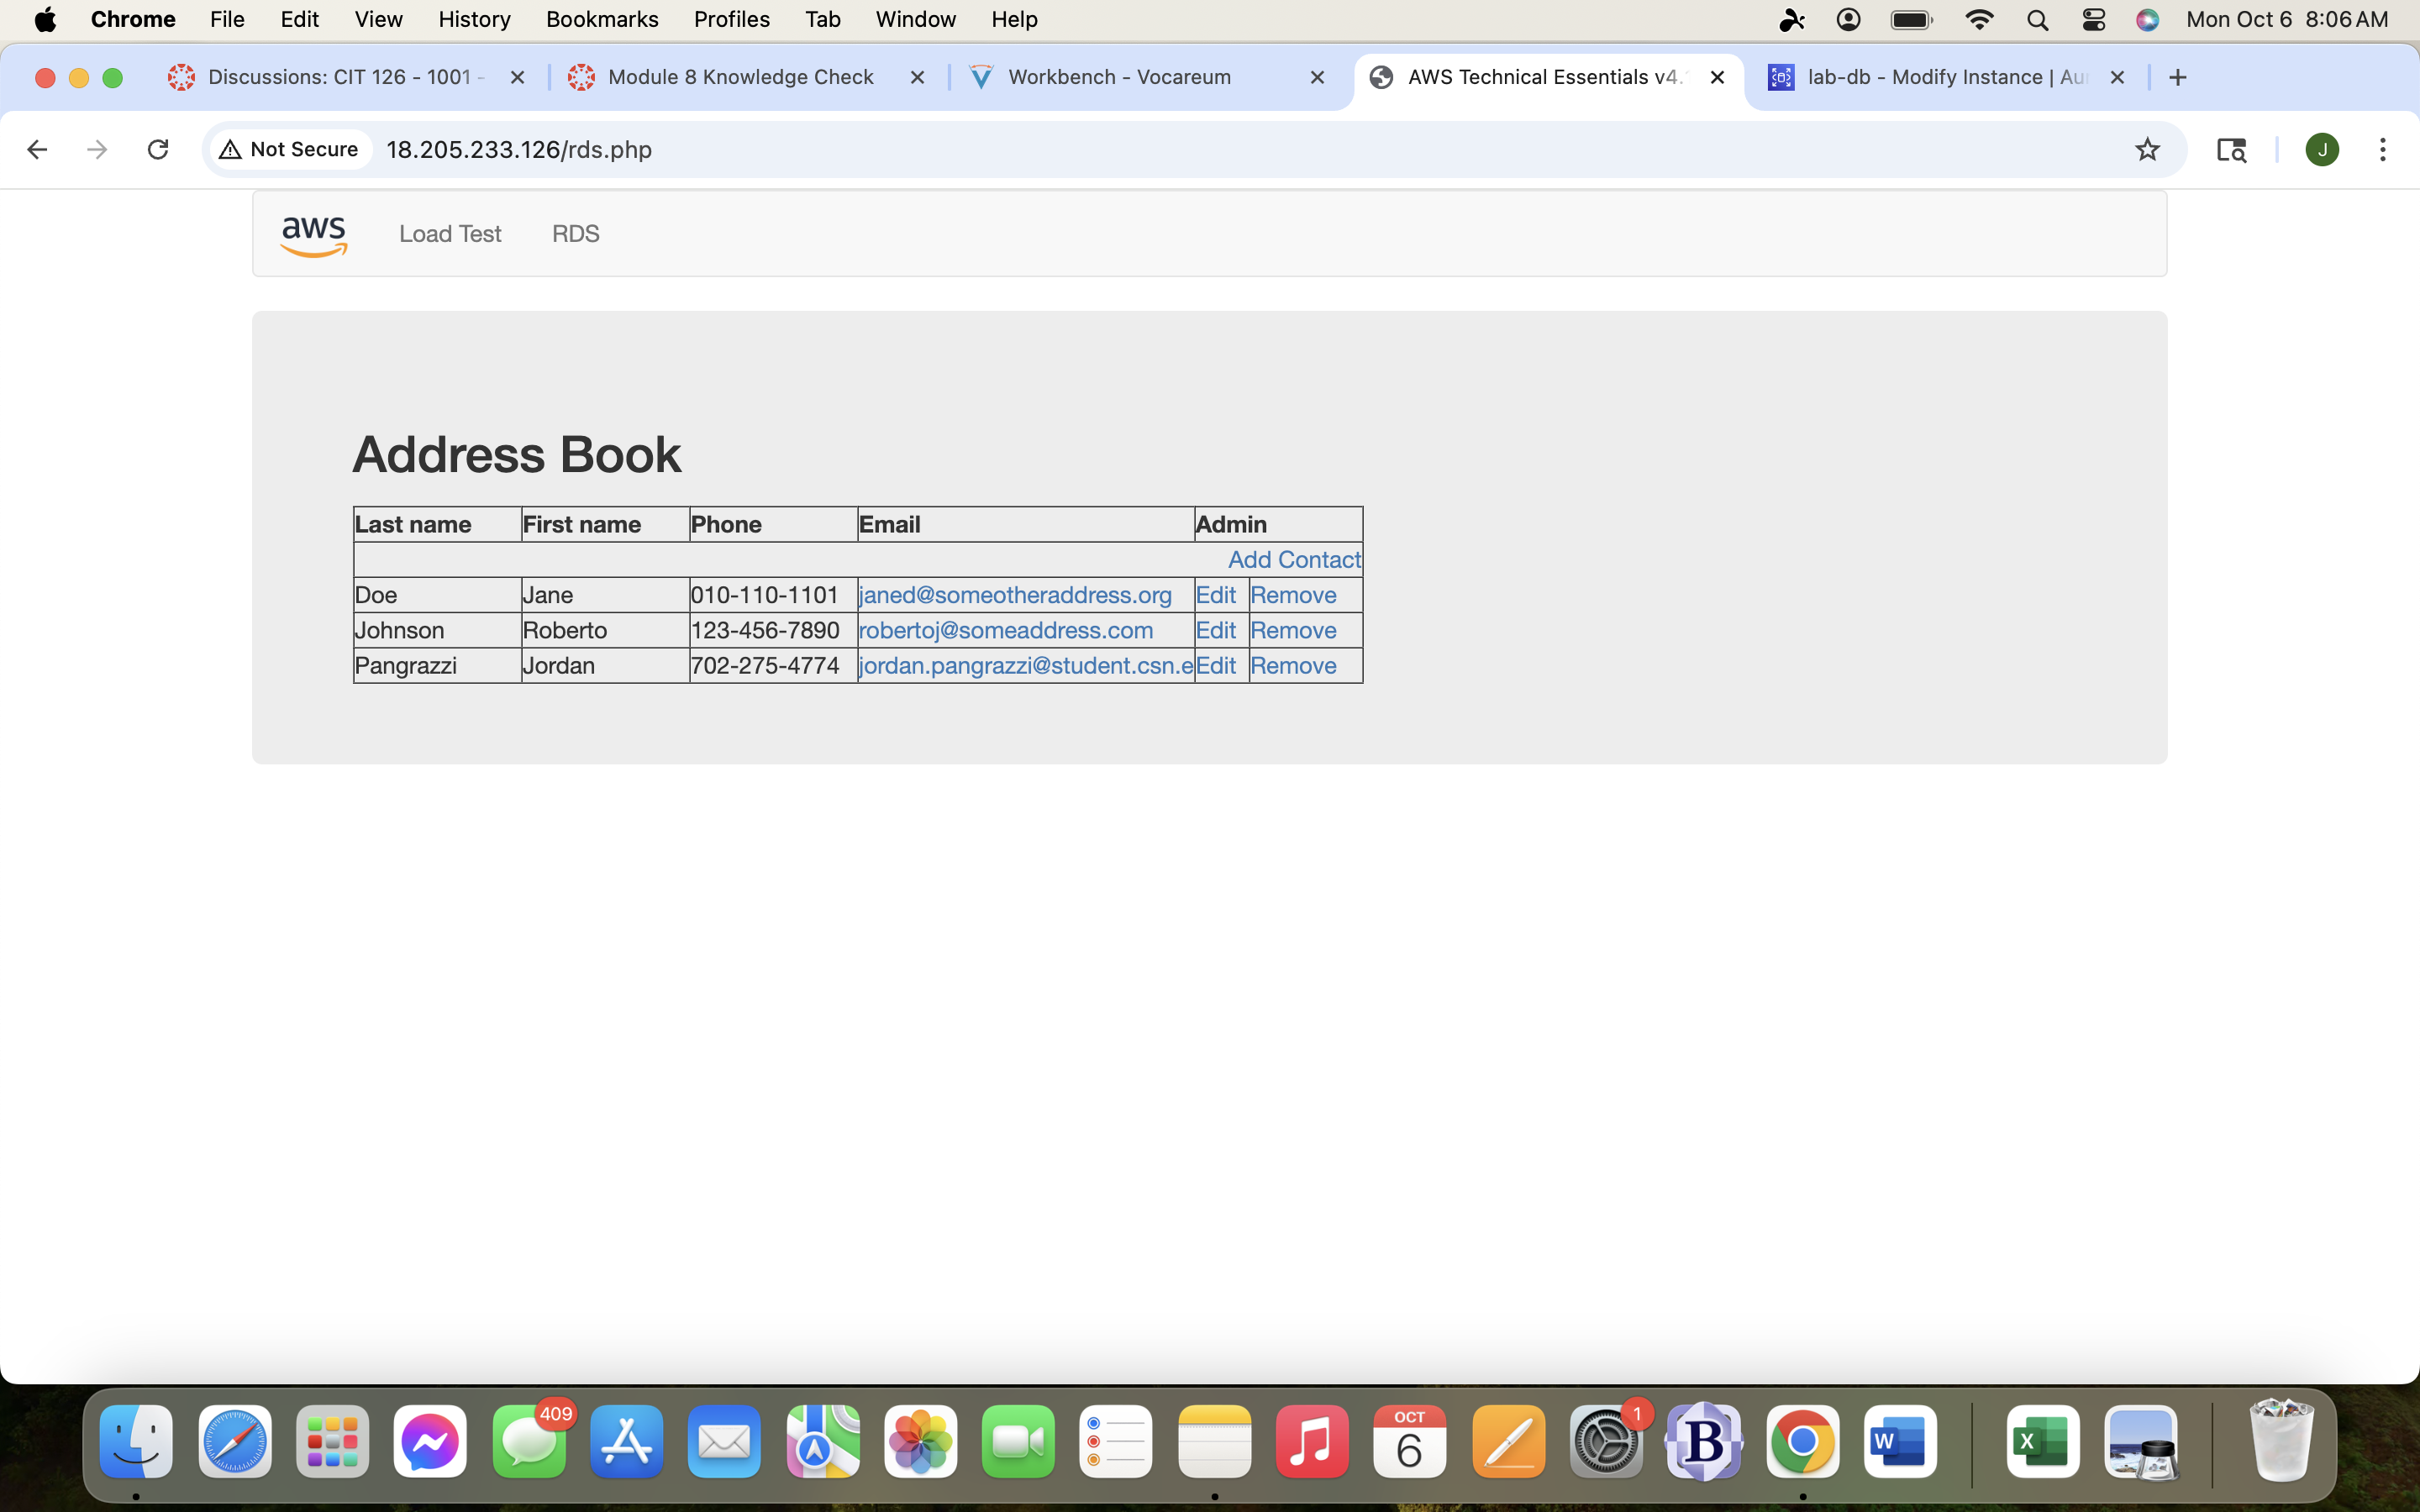 Chrome File Edit View History Bookmarks Profiles Tab Window Help Mon Oct 6 8:06 AM
Discussions: CIT 126 - 1001 - Module 8 Knowledge Check Workbench - Vocareum AWS Technical Essentials v4. lab-db - Modify Instance | Au
Not Secure 18.205.233.126/rds.php J
aws Load Test RDS
Address Book
Last name First name Phone Email Admin
Add Contact
Doe Jane 010-110-1101 janed@someotheraddress.org Edit Remove
Johnson Roberto 123-456-7890 robertoj@someaddress.com Edit Remove
Pangrazzi Jordan 702-275-4774 jordan.pangrazzi@student.csn.e Edit Remove
409 OCT 1
6 B W X